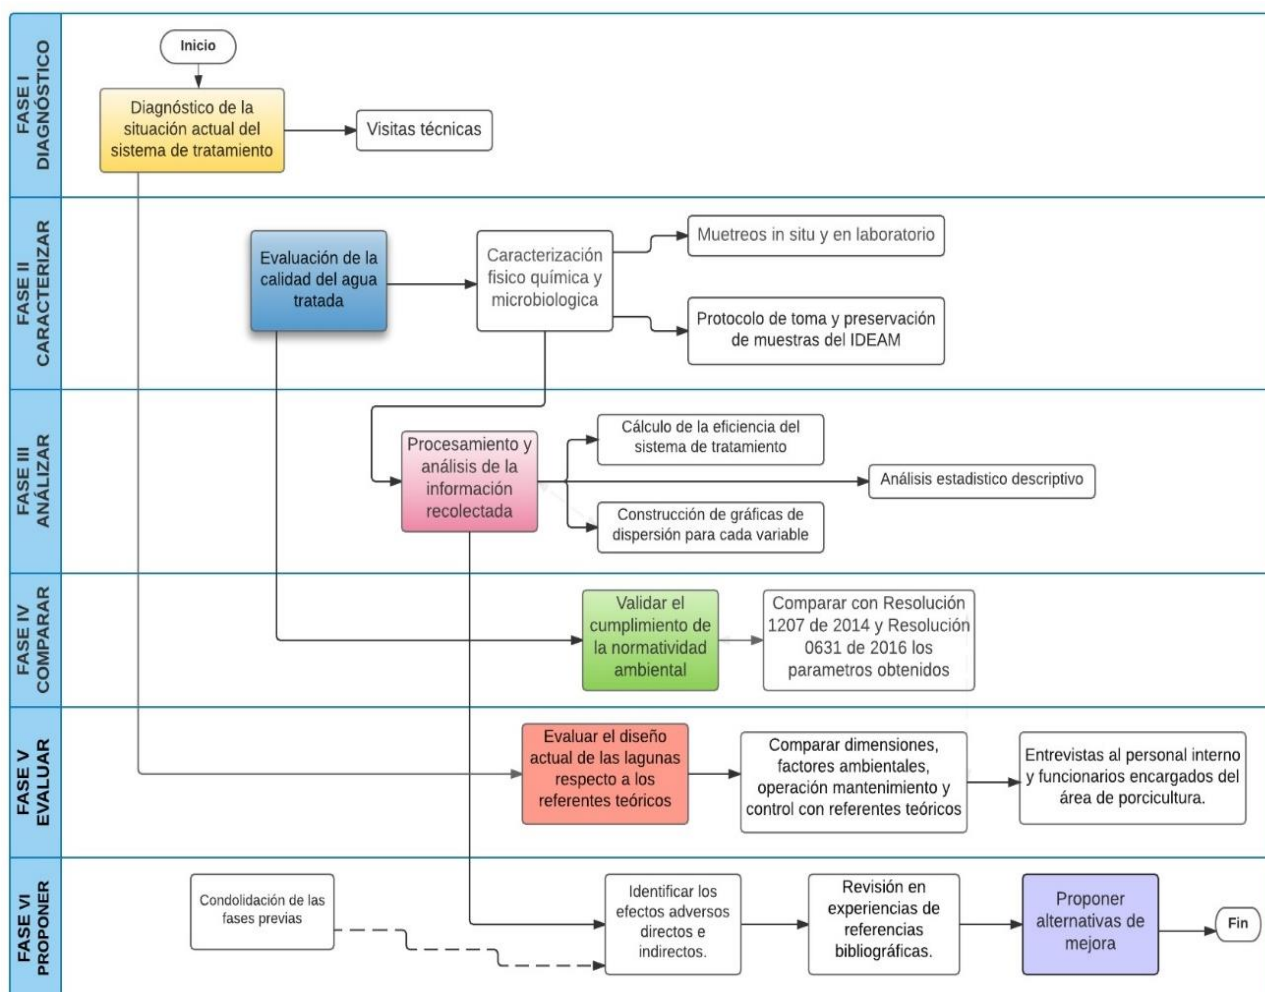 FASE I
DIAGNÓSTICO
Inicio
Diagnóstico de la
situación actual del
sistema de tratamiento
Visitas técnicas
FASE II
CARACTERIZAR
Evaluación de la
calidad del agua
tratada
Caracterización
fisico química y
microbiologica
Muetreos in situ y en laboratorio
Protocolo de toma y preservación
de muestras del IDEAM
FASE III
ANÁLIZAR
Procesamiento y
análisis de la
información
recolectada
Cálculo de la eficiencia del
sistema de tratamiento
Análisis estadistico descriptivo
Construcción de gráficas de
dispersión para cada variable
FASE IV
COMPARAR
Validar el
cumplimiento de
la normatividad
ambiental
Comparar con Resolución
1207 de 2014 y Resolución
0631 de 2016 los
parametros obtenidos
FASE V
EVALUAR
Evaluar el diseño
actual de las lagunas
respecto a los
referentes teóricos
Comparar dimensiones,
factores ambientales,
operación mantenimiento y
control con referentes teóricos
Entrevistas al personal interno
y funcionarios encargados del
área de porcicultura.
FASE VI
PROPONER
Condolidación de las
fases previas
Identificar los
efectos adversos
directos e
indirectos.
Revisión en
experiencias de
referencias
bibliográficas.
Proponer
alternativas de
mejora
Fin